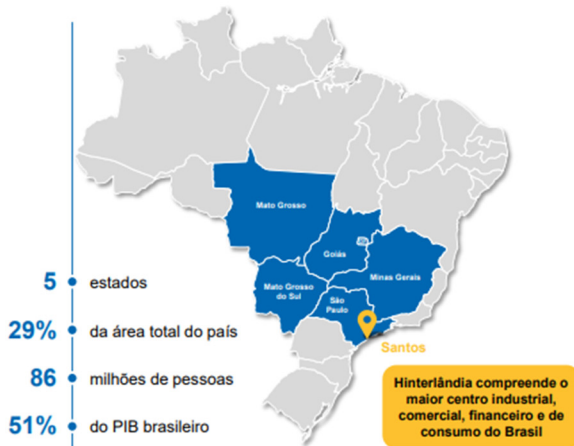 Mato Grosso
Goiás
Minas Gerais
Mato Grosso
do Sul
São
Paulo
Santos
5 estados
29% da área total do país
86 milhões de pessoas
51% do PIB brasileiro
Hinterlândia compreende o
maior centro industrial,
comercial, financeiro e de
consumo do Brasil